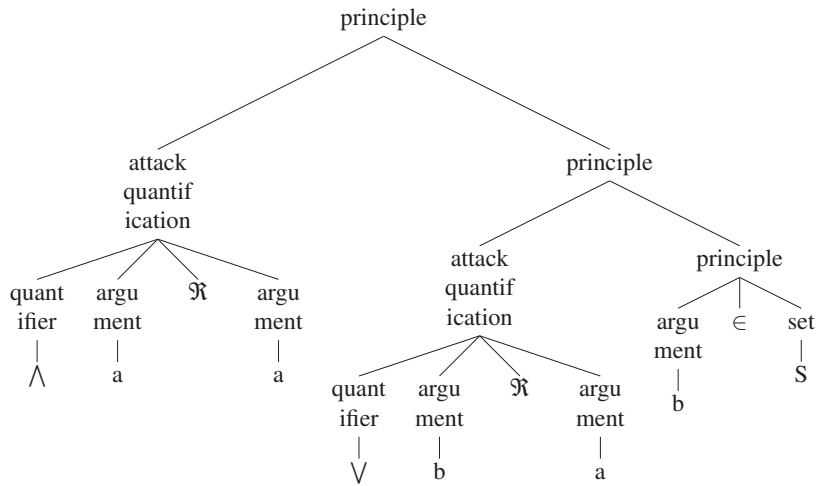 principle
attack
quantif
ication
principle
attack
quantif
ication
principle
quant
ifier
argu
ment
ℜ
argu
ment
argu
ment
∈
set
⋀
a
a
quant
ifier
argu
ment
ℜ
argu
ment
b
S
⋁
b
a